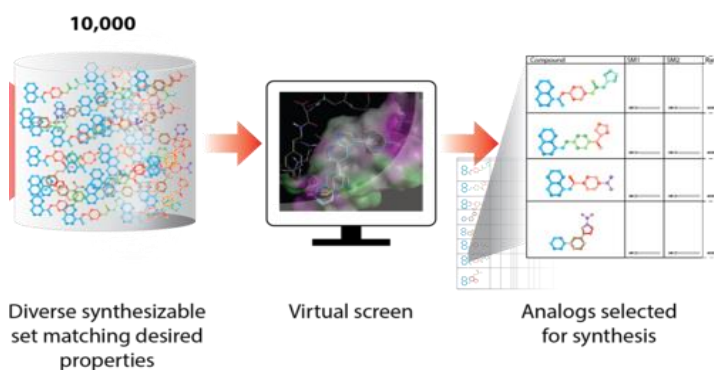 10,000
Compound SM1 SM2
Diverse synthesizable
set matching desired
properties
Virtual screen
Analogs selected
for synthesis